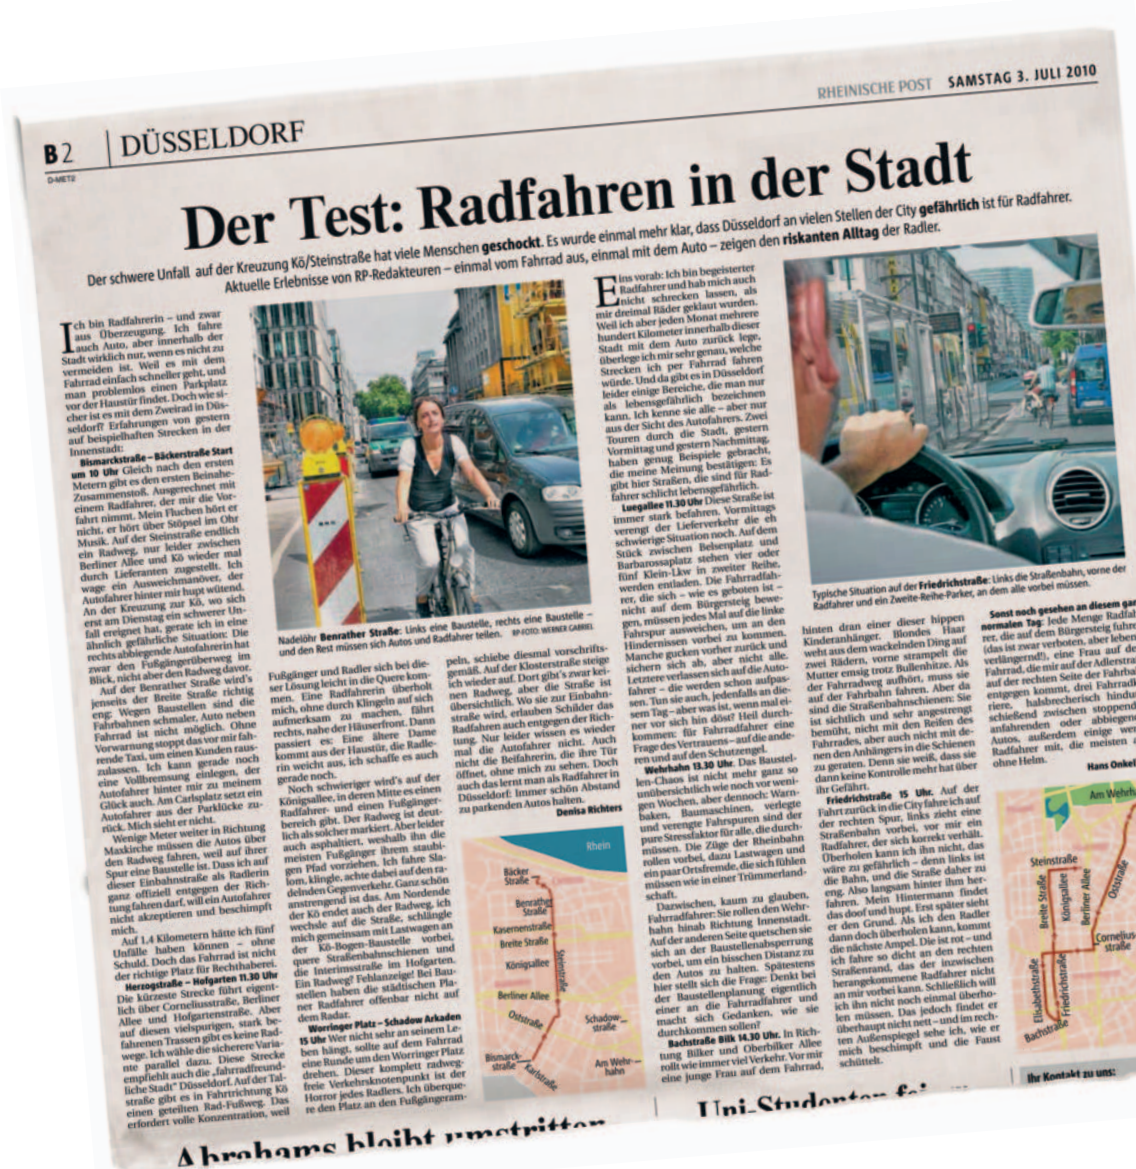 B2 DÜSSELDORF
D-MET2
RHEINISCHE POST SAMSTAG 3. JULI 2010
Der Test: Radfahren in der Stadt
Der schwere Unfall auf der Kreuzung Kö/Steinstraße hat viele Menschen geschockt. Es wurde einmal mehr klar, dass Düsseldorf an vielen Stellen der City gefährlich ist für Radfahrer.
Aktuelle Erlebnisse von RP-Redakteuren – einmal vom Fahrrad aus, einmal mit dem Auto – zeigen den riskanten Alltag der Radler.
Ich bin Radfahrerin – und zwar
aus Überzeugung. Ich fahre
auch Auto, aber innerhalb der
Stadt wirklich nur, wenn es nicht zu
vermeiden ist. Weil es mit dem
Fahrrad einfach schneller geht, und
man problemlos einen Parkplatz
vor der Haustür findet. Doch wie si-
cher ist es mit dem Zweirad in Düs-
seldorf? Erfahrungen von gestern
auf beispielhaften Strecken in der
Innenstadt:
Bismarckstraße – Bäckerstraße Start
um 10 Uhr Gleich nach den ersten
Metern gibt es den ersten Beinahe-
Zusammenstoß. Ausgerechnet mit
einem Radfahrer, der mir die Vor-
fahrt nimmt. Mein Fluchen hört er
nicht, er hört über Stöpsel im Ohr
Musik. Auf der Steinstraße endlich
ein Radweg, nur leider zwischen
Berliner Allee und Kö wieder mal
durch Lieferanten zugestellt. Ich
wage ein Ausweichmanöver, der
Autofahrer hinter mir hupt wütend.
An der Kreuzung zur Kö, wo sich
erst am Dienstag ein schwerer Un-
fall ereignet hat, gerate ich in eine
ähnlich gefährliche Situation: Die
rechts abbiegende Autofahrerin hat
zwar den Fußgängerüberweg im
Blick, nicht aber den Radweg davor.
Auf der Benrather Straße wird's
jenseits der Breite Straße richtig
eng: Wegen Baustellen sind die
Fahrbahnen schmaler, Auto neben
Fahrrad ist nicht möglich. Ohne
Vorwarnung stoppt das vor mir fah-
rende Taxi, um einen Kunden raus-
zulassen. Ich kann gerade noch
eine Vollbremsung einlegen, der
Autofahrer hinter mir zu meinem
Glück auch. Am Carlsplatz setzt ein
Autofahrer aus der Parklücke zu-
rück. Mich sieht er nicht.
Wenige Meter weiter in Richtung
Maxkirche müssen die Autos über
den Radweg fahren, weil auf ihrer
Spur eine Baustelle ist. Dass ich auf
dieser Einbahnstraße als Radlerin
ganz offiziell entgegen der Rich-
tung fahren darf, will ein Autofahrer
nicht akzeptieren und beschimpft
mich.
Auf 1,4 Kilometern hätte ich fünf
Unfälle haben können – ohne
Schuld. Doch das Fahrrad ist nicht
der richtige Platz für Rechthaberei.
Herzogstraße – Hofgarten 11.30 Uhr
Die kürzeste Strecke führt eigent-
lich über Corneliusstraße, Berliner
Allee und Hofgartenstraße. Aber
auf diesen vielspurigen, stark be-
fahrenen Trassen gibt es keine Rad-
wege. Ich wähle die sicherere Varia-
nte parallel dazu. Diese Strecke
empfiehlt auch die „fahrradfreund-
liche Stadt" Düsseldorf. Auf der Tal-
straße gibt es in Fahrtrichtung Kö
einen geteilten Rad-Fußweg. Das
erfordert volle Konzentration, weil
Nadelöhr Benrather Straße: Links eine Baustelle, rechts eine Baustelle –
und den Rest müssen sich Autos und Radfahrer teilen. RP-FOTO: WERNER GABRIEL
Fußgänger und Radler sich bei die-
ser Lösung leicht in die Quere kom-
men. Eine Radfahrerin überholt
mich, ohne durch Klingeln auf sich
aufmerksam zu machen, fährt
rechts, nahe der Häuserfront. Dann
passiert es: Eine ältere Dame
kommt aus der Haustür, die Radle-
rin weicht aus, ich schaffe es auch
gerade noch.
Noch schwieriger wird's auf der
Königsallee, in deren Mitte es einen
Radfahrer- und einen Fußgänger-
bereich gibt. Der Radweg ist deut-
lich als solcher markiert. Aber leider
auch asphaltiert, weshalb ihn die
meisten Fußgänger ihrem staubi-
gen Pfad vorziehen. Ich fahre Sla-
lom, klingle, achte dabei auf den ra-
delnden Gegenverkehr. Ganz schön
anstrengend ist das. Am Nordende
der Kö endet auch der Radweg, ich
wechsle auf die Straße, schlängle
mich gemeinsam mit Lastwagen an
der Kö-Bogen-Baustelle vorbei,
quere Straßenbahnschienen und
die Interimsstraße im Hofgarten.
Ein Radweg? Fehlanzeige! Bei Bau-
stellen haben die städtischen Pla-
ner Radfahrer offenbar nicht auf
dem Radar.
Worringer Platz – Schadow Arkaden
15 Uhr Wer nicht sehr an seinem Le-
ben hängt, sollte auf dem Fahrrad
eine Runde um den Worringer Platz
drehen. Dieser komplett radweg-
freie Verkehrsknotenpunkt ist der
Horror jedes Radlers. Ich überque-
re den Platz an den Fußgängeram-
peln, schiebe diesmal vorschrifts-
gemäß. Auf der Klosterstraße steige
ich wieder auf. Dort gibt's zwar kei-
nen Radweg, aber die Straße ist
übersichtlich. Wo sie zur Einbahn-
straße wird, erlauben Schilder das
Radfahren auch entgegen der Rich-
tung. Nur leider wissen es wieder
mal die Autofahrer nicht. Auch
nicht die Beifahrerin, die ihre Tür
öffnet, ohne mich zu sehen. Doch
auch das lernt man als Radfahrer in
Düsseldorf: Immer schön Abstand
zu parkenden Autos halten.
Denisa Richters
Rhein
Bäcker
Straße
Benrather
Straße
Kasernenstraße
Breite Straße
Königsallee
Steinstraße
Berliner Allee
Oststraße
Schadow-
straße
Bismarck-
straße
Karlstraße
Am Wehr-
hahn
Eins vorab: Ich bin begeisterter
Radfahrer und hab mich auch
nicht schrecken lassen, als
mir dreimal Räder geklaut wurden.
Weil ich aber jeden Monat mehrere
hundert Kilometer innerhalb dieser
Stadt mit dem Auto zurück lege,
überlege ich mir sehr genau, welche
Strecken ich per Fahrrad fahren
würde. Und da gibt es in Düsseldorf
leider einige Bereiche, die man nur
als lebensgefährlich bezeichnen
kann. Ich kenne sie alle – aber nur
aus der Sicht des Autofahrers. Zwei
Touren durch die Stadt, gestern
Vormittag und gestern Nachmittag,
haben genug Beispiele gebracht,
die meine Meinung bestätigen: Es
gibt hier Straßen, die sind für Rad-
fahrer schlicht lebensgefährlich.
Luegallee 11.30 Uhr Diese Straße ist
immer stark befahren. Vormittags
verengt der Lieferverkehr die eh
schwierige Situation noch. Auf dem
Stück zwischen Belsenplatz und
Barbarossaplatz stehen vier oder
fünf Klein-Lkw in zweiter Reihe,
werden entladen. Die Fahrradfah-
rer, die sich – wie es geboten ist –
nicht auf dem Bürgersteig bewe-
gen, müssen jedes Mal auf die linke
Fahrspur ausweichen, um an den
Hindernissen vorbei zu kommen.
Manche gucken vorher zurück und
sichern sich ab, aber nicht alle.
Letztere verlassen sich auf die Auto-
fahrer – die werden schon aufpas-
sen. Tun sie auch, jedenfalls an die-
sem Tag – aber was ist, wenn mal ei-
ner vor sich hin döst? Heil durch-
kommen: für Fahrradfahrer eine
Frage des Vertrauens – auf die ande-
ren und auf den Schutzengel.
Wehrhahn 13.30 Uhr. Das Baustel-
len-Chaos ist nicht mehr ganz so
unübersichtlich wie noch vor weni-
gen Wochen, aber dennoch: Warn-
baken, Baumaschinen, verlegte
und verengte Fahrspuren sind der
pure Stressfaktor für alle, die durch-
müssen. Die Züge der Rheinbahn
rollen vorbei, dazu Lastwagen und
ein paar Ortsfremde, die sich fühlen
müssen wie in einer Trümmerland-
schaft.
Dazwischen, kaum zu glauben,
Fahrradfahrer: Sie rollen den Wehr-
hahn hinab Richtung Innenstadt.
Auf der anderen Seite quetschen sie
sich an der Baustellenabsperrung
vorbei, um ein bisschen Distanz zu
den Autos zu halten. Spätestens
hier stellt sich die Frage: Denkt bei
der Baustellenplanung eigentlich
einer an die Fahrradfahrer und
macht sich Gedanken, wie sie
durchkommen sollen?
Bachstraße Bilk 14.30 Uhr. In Rich-
tung Bilker und Oberbilker Allee
rollt wie immer viel Verkehr. Vor mir
eine junge Frau auf dem Fahrrad,
Typische Situation auf der Friedrichstraße: Links die Straßenbahn, vorne der
Radfahrer und ein Zweite-Reihe-Parker, an dem alle vorbei müssen.
hinten dran einer dieser hippen
Kinderanhänger. Blondes Haar
weht aus dem wackelnden Ding auf
zwei Rädern, vorne strampelt die
Mutter emsig trotz Bullenhitze. Als
der Fahrradweg aufhört, muss sie
auf der Fahrbahn fahren. Aber da
sind die Straßenbahnschienen: Sie
ist sichtlich und sehr angestrengt
bemüht, nicht mit den Reifen des
Fahrrades, aber auch nicht mit de-
nen den Anhängers in die Schienen
zu geraten. Denn sie weiß, dass sie
dann keine Kontrolle mehr hat über
ihr Gefährt.
Friedrichstraße 15 Uhr. Auf der
Fahrt zurück in die City fahre ich auf
der rechten Spur, links zieht eine
Straßenbahn vorbei, vor mir ein
Radfahrer, der sich korrekt verhält.
Überholen kann ich ihn nicht, das
wäre zu gefährlich – denn links ist
die Bahn, und die Straße daher zu
eng. Also langsam hinter ihm her-
fahren. Mein Hintermann findet
das doof und hupt. Erst später sieht
er den Grund. Als ich den Radler
dann doch überholen kann, kommt
die nächste Ampel. Die ist rot – und
ich fahre so dicht an den rechten
Straßenrand, dass der inzwischen
herangekommene Radfahrer nicht
an mir vorbei kann. Schließlich will
ich ihn nicht noch einmal überho-
len müssen. Das jedoch findet er
überhaupt nicht nett – und im rech-
ten Außenspiegel sehe ich, wie er
mich beschimpft und die Faust
schüttelt.
Sonst noch gesehen an diesem gan
normalen Tag: Jede Menge Radfah
rer, die auf dem Bürgersteig fuhren
(das ist zwar verboten, aber leben
verlängernd!), eine Frau auf de
Fahrrad, die mir auf der Adlerstra
auf der rechten Seite der Fahrbah
entgegen kommt, drei Fahrradk
riere, halsbrecherisch hindur
schießend zwischen stoppend
anfahrenden oder abbiegen
Autos, außerdem einige wen
Radfahrer mit, die meisten a
ohne Helm.
Hans Onkel
Am Wehrh
Steinstraße
Breite Straße
Königsallee
Berliner Allee
Oststraße
Cornelius-
straße
Elisabethstraße
Friedrichstraße
Bachstraße
Ihr Kontakt zu uns:
Abrahams bleibt umstritten
Uni-Studenten